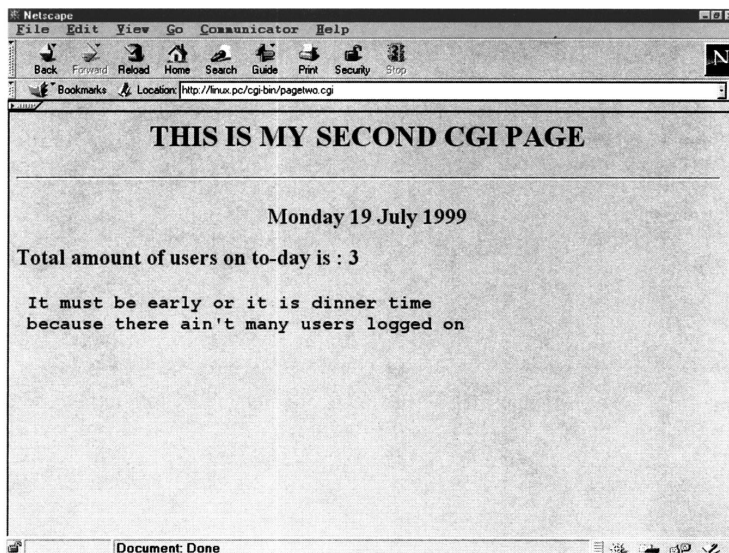 Netscape
File Edit View Go Communicator Help
Back Forward Reload Home Search Guide Print Security Stop
N
Bookmarks Location: http://linux.pc/cgi-bin/pagetwo.cgi
THIS IS MY SECOND CGI PAGE
Monday 19 July 1999
Total amount of users on to-day is : 3
It must be early or it is dinner time
because there ain't many users logged on
Document: Done